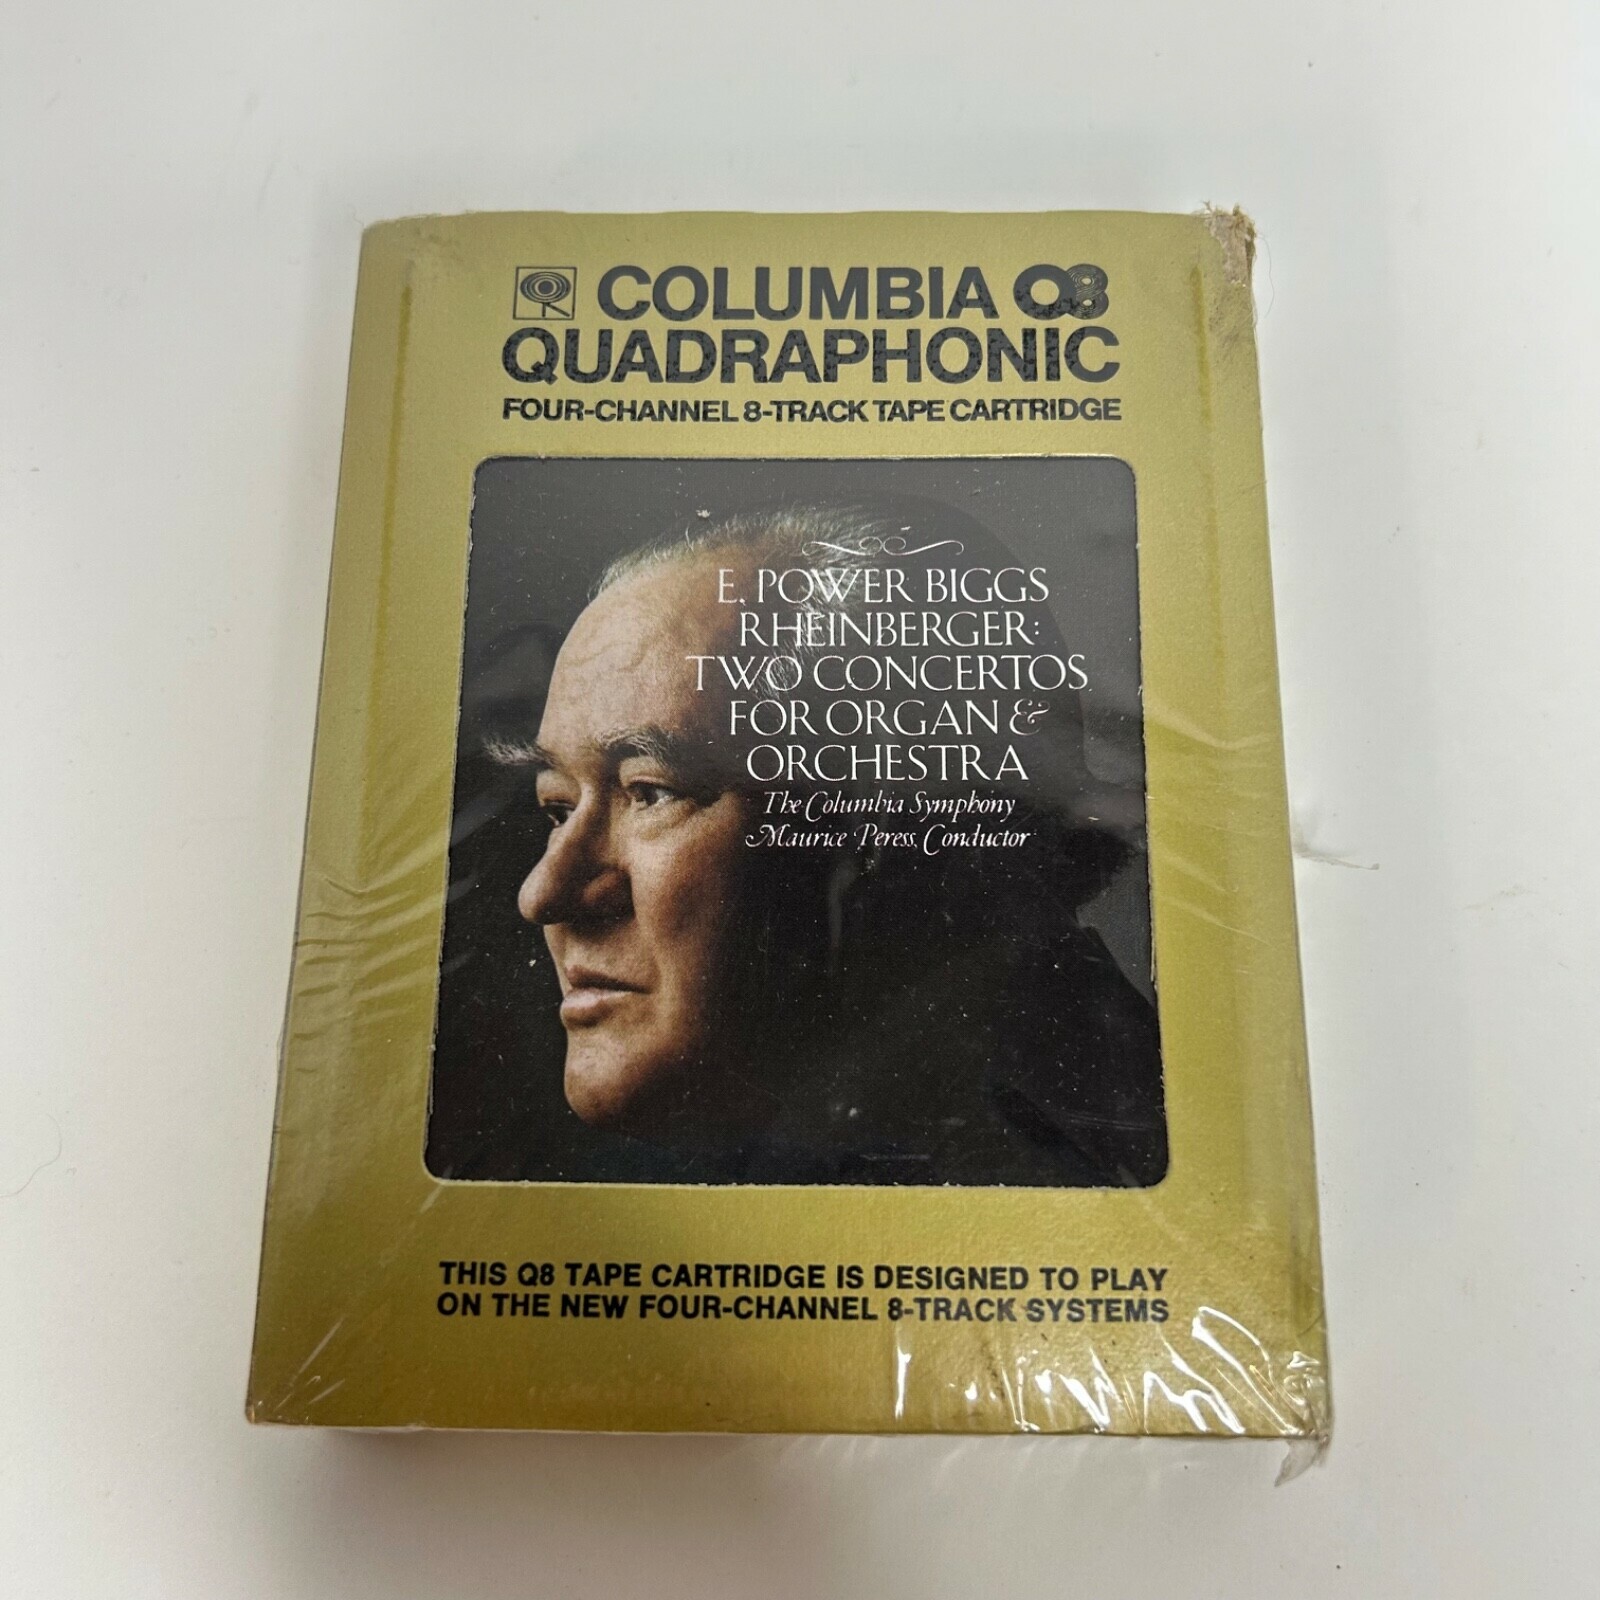 COLUMBIA Q8
QUADRAPHONIC
FOUR-CHANNEL 8-TRACK TAPE CARTRIDGE
E. POWER BIGGS
RHEINBERGER:
TWO CONCERTOS
FOR ORGAN &
ORCHESTRA
The Columbia Symphony
Maurice Peress, Conductor
THIS Q8 TAPE CARTRIDGE IS DESIGNED TO PLAY
ON THE NEW FOUR-CHANNEL 8-TRACK SYSTEMS